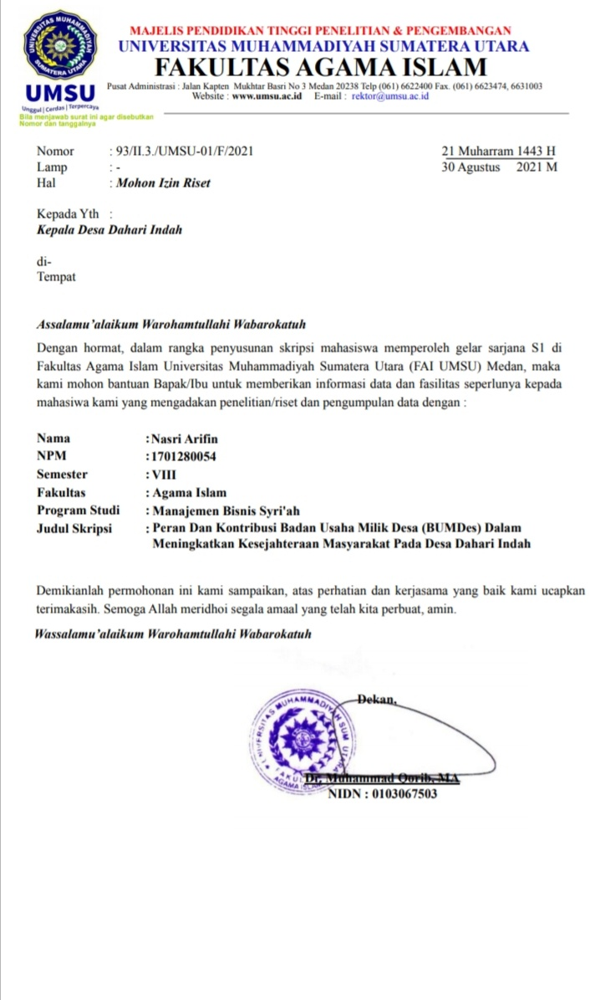 MAJELIS PENDIDIKAN TINGGI PENELITIAN & PENGEMBANGAN
UNIVERSITAS MUHAMMADIYAH SUMATERA UTARA
FAKULTAS AGAMA ISLAM
Pusat Administrasi : Jalan Kapten Mukhtar Basri No 3 Medan 20238 Telp (061) 6622400 Fax. (061) 6623474, 6631003
Website : www.umsu.ac.id E-mail : rektor@umsu.ac.id
UNIVERSITAS MUHAMMADIYAH
SUMATERA UTARA
UMSU
Unggul | Cerdas | Terpercaya
Bila menjawab surat ini agar disebutkan
Nomor dan tanggalnya
Nomor : 93/II.3./UMSU-01/F/2021 21 Muharram 1443 H
Lamp : - 30 Agustus 2021 M
Hal : Mohon Izin Riset
Kepada Yth :
Kepala Desa Dahari Indah
di-
Tempat
Assalamu’alaikum Warohamtullahi Wabarokatuh
Dengan hormat, dalam rangka penyusunan skripsi mahasiswa memperoleh gelar sarjana S1 di
Fakultas Agama Islam Universitas Muhammadiyah Sumatera Utara (FAI UMSU) Medan, maka
kami mohon bantuan Bapak/Ibu untuk memberikan informasi data dan fasilitas seperlunya kepada
mahasiwa kami yang mengadakan penelitian/riset dan pengumpulan data dengan :
Nama : Nasri Arifin
NPM : 1701280054
Semester : VIII
Fakultas : Agama Islam
Program Studi : Manajemen Bisnis Syri'ah
Judul Skripsi : Peran Dan Kontribusi Badan Usaha Milik Desa (BUMDes) Dalam
Meningkatkan Kesejahteraan Masyarakat Pada Desa Dahari Indah
Demikianlah permohonan ini kami sampaikan, atas perhatian dan kerjasama yang baik kami ucapkan
terimakasih. Semoga Allah meridhoi segala amaal yang telah kita perbuat, amin.
Wassalamu’alaikum Warohamtullahi Wabarokatuh
Dekan,
UNIVERSITAS MUHAMMADIYAH SUM UTARA
FAKUL
AGAMA ISLAM
Dr. Muhammad Qorib, MA
NIDN : 0103067503